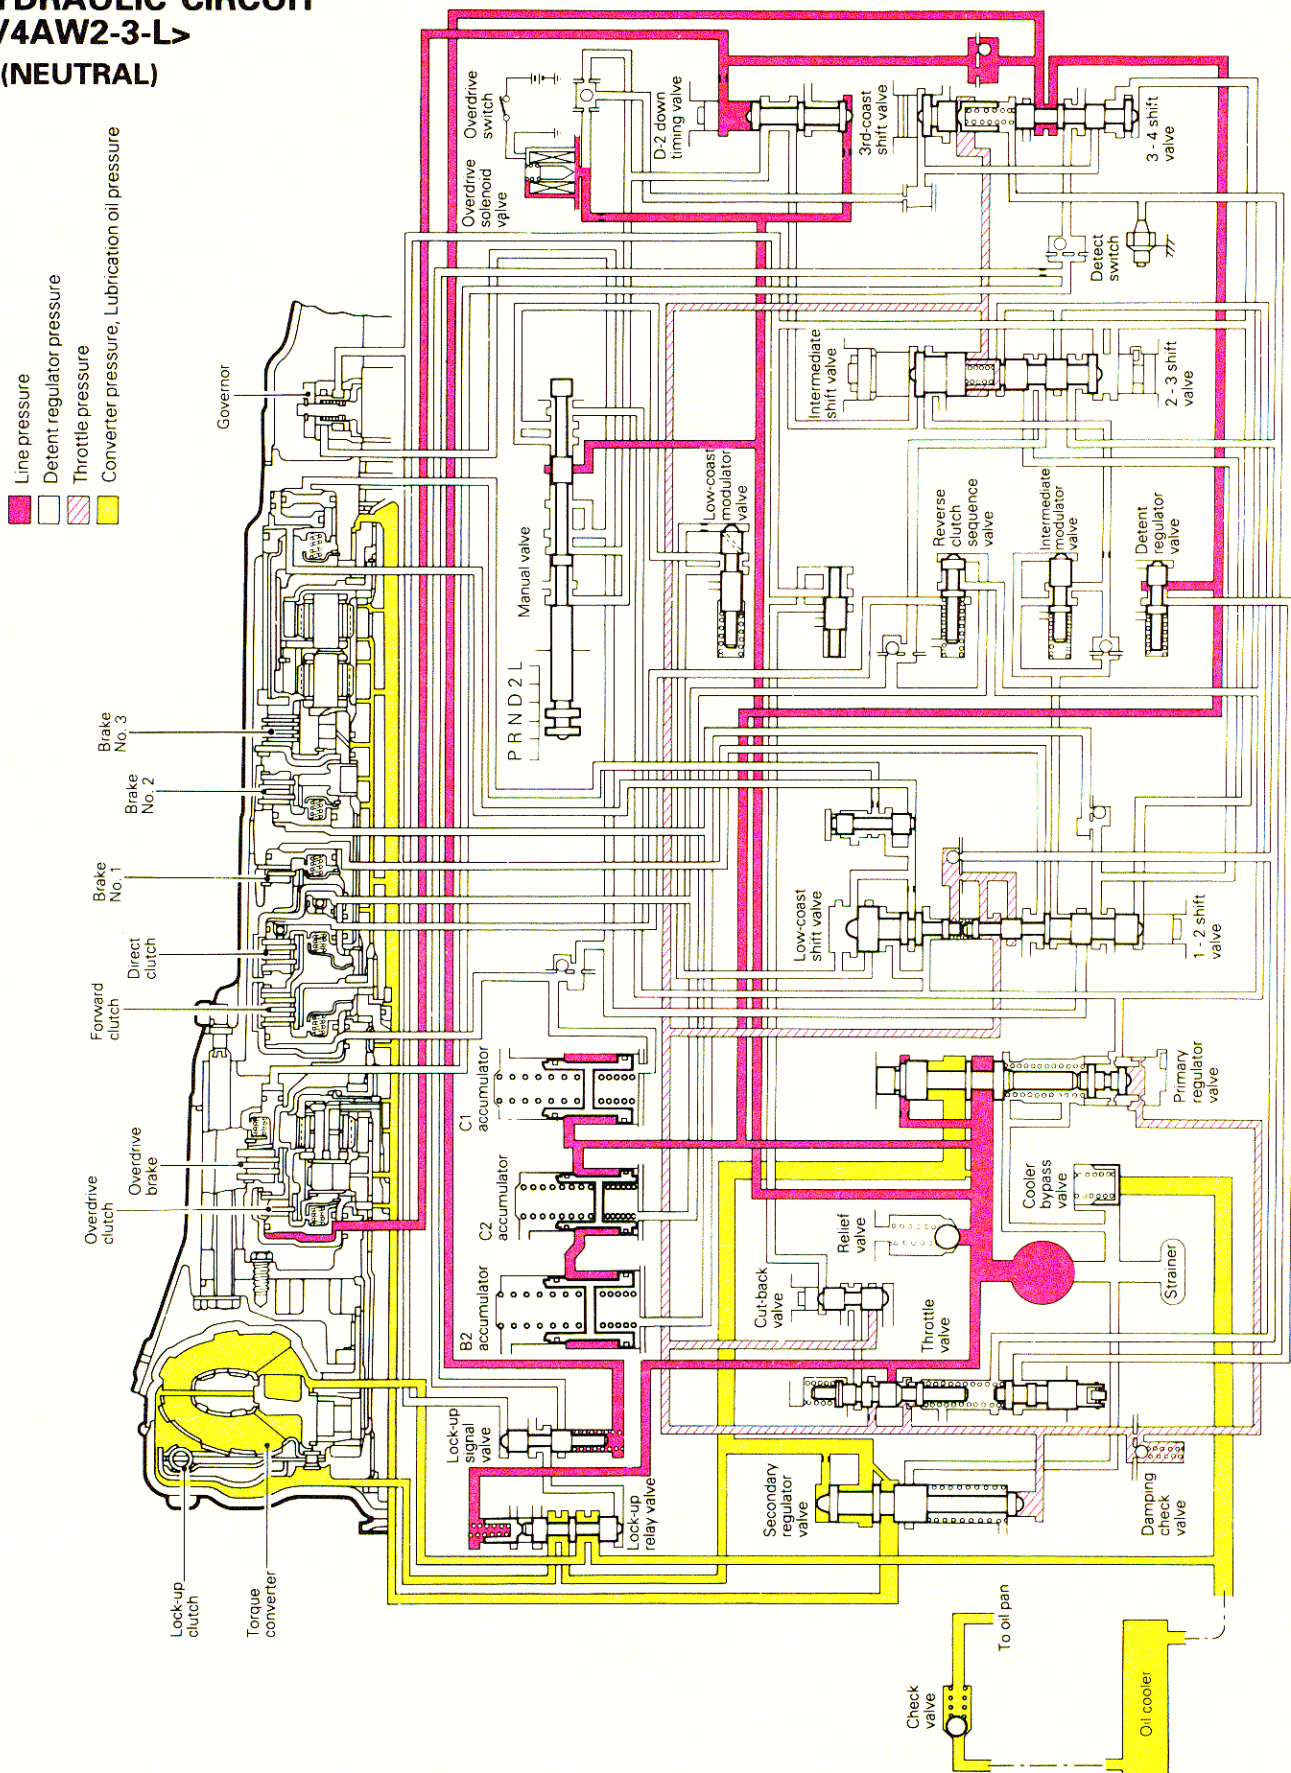 YDRAULIC CIRCUIT
/4AW2-3-L>
(NEUTRAL)
Line pressure
Detent regulator pressure
Throttle pressure
Converter pressure, Lubrication oil pressure
Governor
Brake
No. 3
Brake
No. 2
Brake
No. 1
Direct
clutch
Forward
clutch
Overdrive
brake
Overdrive
clutch
Lock-up
clutch
Torque
converter
Overdrive
switch
Overdrive
solenoid
valve
D-2 down
timing valve
3rd-coast
shift valve
3 - 4 shift
valve
Detect
switch
Manual valve
P R N D 2 L
Intermediate
shift valve
2 - 3 shift
valve
Low-coast
modulator
valve
Reverse
clutch
sequence
valve
Intermediate
modulator
valve
Detent
regulator
valve
Low-coast
shift valve
1 - 2 shift
valve
C1
accumulator
C2
accumulator
B2
accumulator
Primary
regulator
valve
Relief
valve
Cooler
bypass
valve
Cut-back
valve
Throttle
valve
Strainer
Lock-up
signal
valve
Lock-up
relay valve
Secondary
regulator
valve
Damping
check
valve
To oil pan
Check
valve
Oil cooler